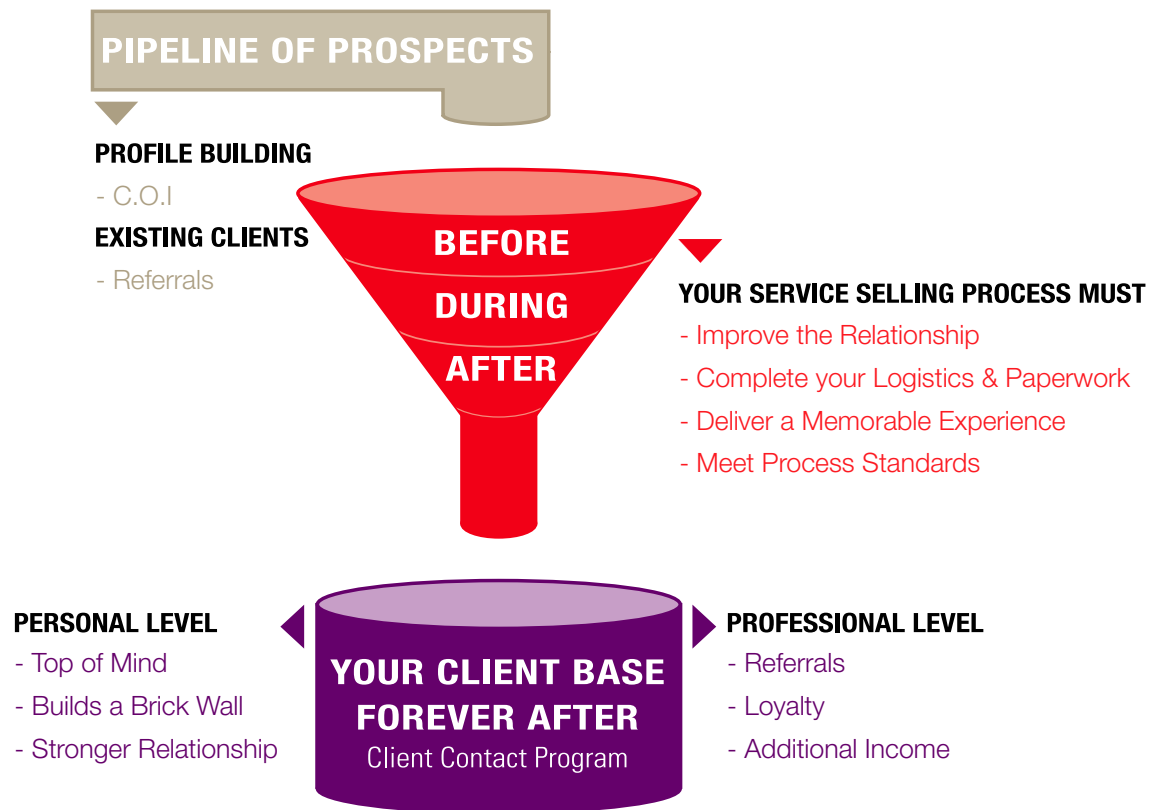 PIPELINE OF PROSPECTS
PROFILE BUILDING
- C.O.I
EXISTING CLIENTS
- Referrals
BEFORE
DURING
AFTER
YOUR SERVICE SELLING PROCESS MUST
- Improve the Relationship
- Complete your Logistics & Paperwork
- Deliver a Memorable Experience
- Meet Process Standards
PERSONAL LEVEL
- Top of Mind
- Builds a Brick Wall
- Stronger Relationship
YOUR CLIENT BASE
FOREVER AFTER
Client Contact Program
PROFESSIONAL LEVEL
- Referrals
- Loyalty
- Additional Income